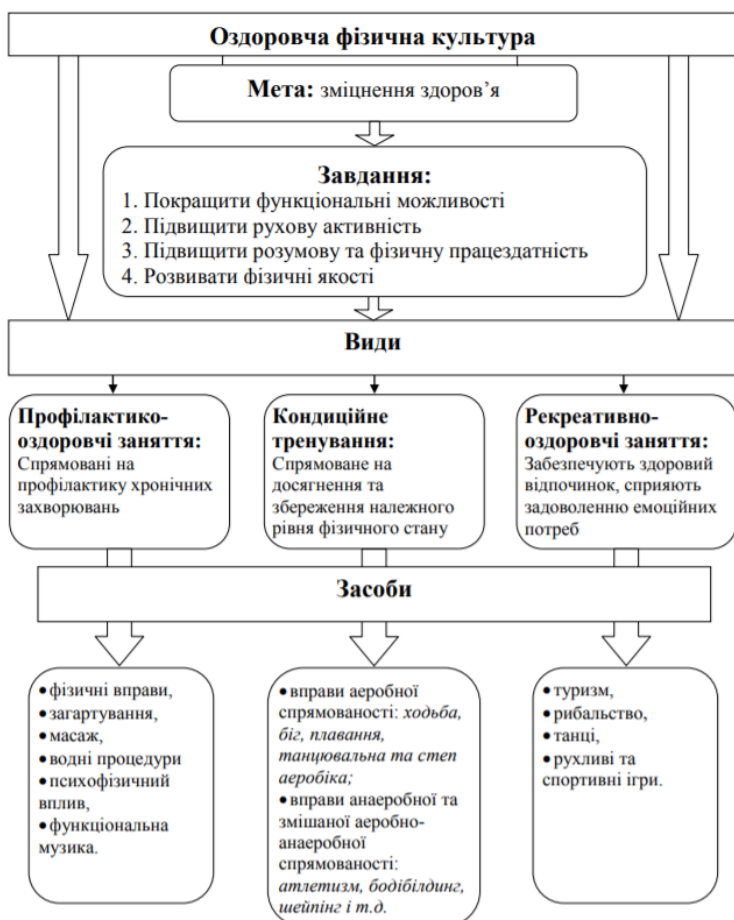 Оздоровча фізична культура
Мета: зміцнення здоров’я
Завдання:
1. Покращити функціональні можливості
2. Підвищити рухову активність
3. Підвищити розумову та фізичну працездатність
4. Розвивати фізичні якості
Види
Профілактико-
оздоровчі заняття:
Спрямовані на
профілактику хронічних
захворювань
Кондиційне
тренування:
Спрямоване на
досягнення та
збереження належного
рівня фізичного стану
Рекреативно-
оздоровчі заняття:
Забезпечують здоровий
відпочинок, сприяють
задоволенню емоційних
потреб
Засоби
● фізичні вправи,
● загартування,
● масаж,
● водні процедури
● психофізичний
вплив,
● функціональна
музика.
● вправи аеробної
спрямованості: ходьба,
біг, плавання,
танцювальна та степ
аеробіка;
● вправи анаеробної та
змішаної аеробно-
анаеробної
спрямованості:
атлетизм, бодібілдинг,
шейпінг і т.д.
● туризм,
● рибальство,
● танці,
● рухливі та
спортивні ігри.